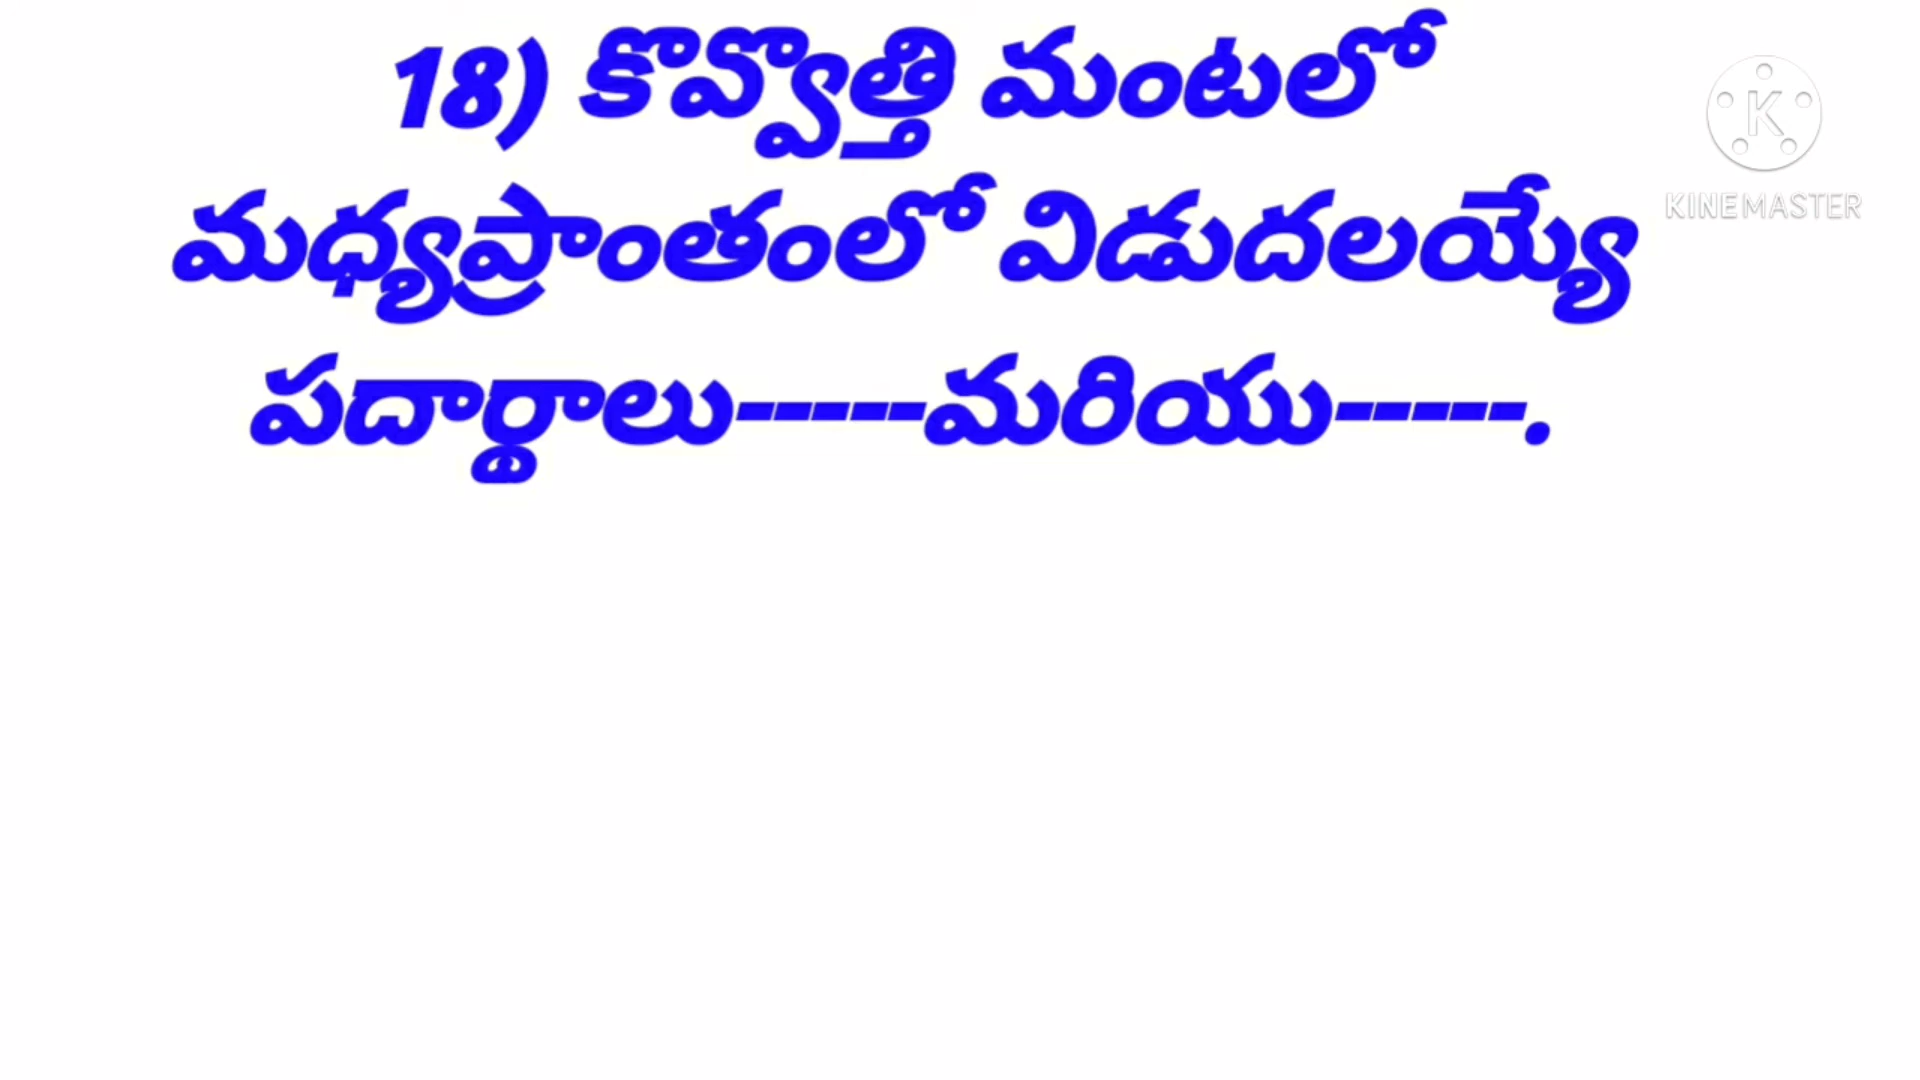 18) కొవ్వొత్తి మంటలో
మధ్యప్రాంతంలో విడుదలయ్యే
పదార్థాలు-----మరియు-----.
KINEMASTER